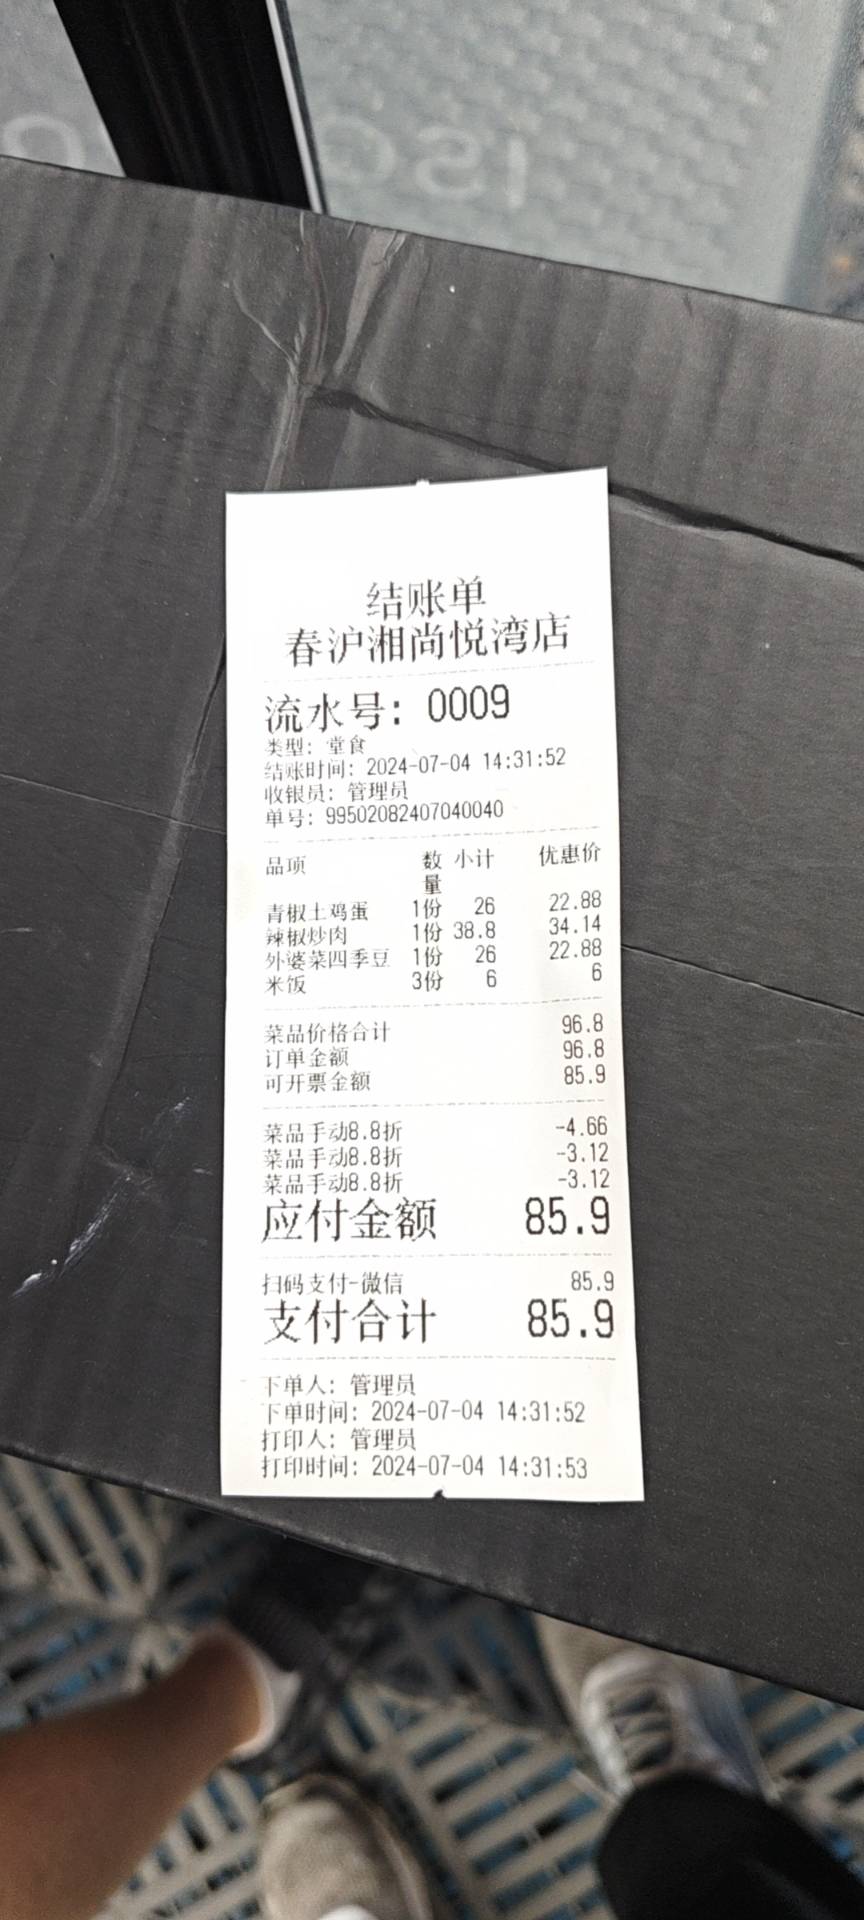 结账单
春沪湘尚悦湾店
流水号: 0009
类型: 堂食
结账时间: 2024-07-04 14:31:52
收银员: 管理员
单号: 99502082407040040
品项 数量 小计 优惠价
青椒土鸡蛋 1份 26 22.88
辣椒炒肉 1份 38.8 34.14
外婆菜四季豆 1份 26 22.88
米饭 3份 6 6
菜品价格合计 96.8
订单金额 96.8
可开票金额 85.9
菜品手动8.8折 -4.66
菜品手动8.8折 -3.12
菜品手动8.8折 -3.12
应付金额 85.9
扫码支付-微信 85.9
支付合计 85.9
下单人: 管理员
下单时间: 2024-07-04 14:31:52
打印人: 管理员
打印时间: 2024-07-04 14:31:53